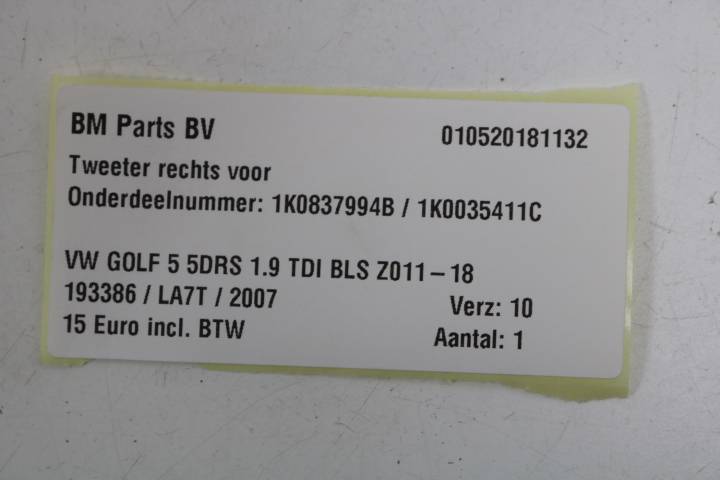 BM Parts BV 010520181132
Tweeter rechts voor
Onderdeelnummer: 1K0837994B / 1K0035411C
VW GOLF 5 5DRS 1.9 TDI BLS Z011-18
193386 / LA7T / 2007 Verz: 10
15 Euro incl. BTW Aantal: 1